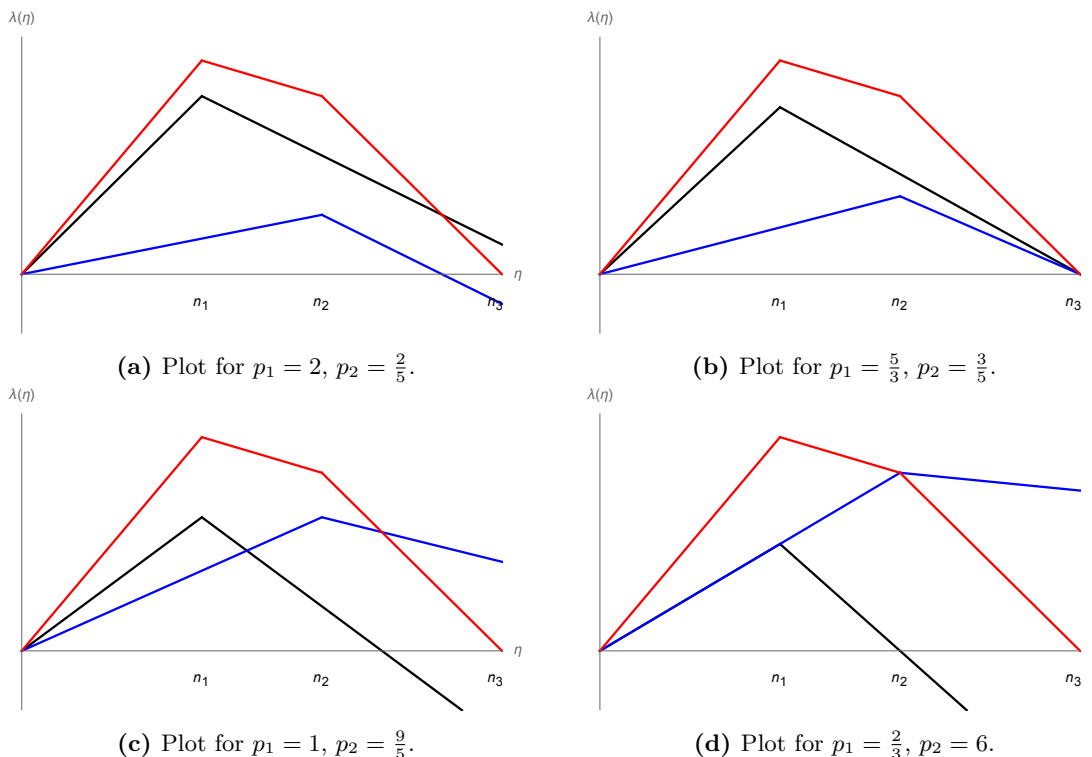 λ(η)
λ(η)
η
n₁ n₂ n₃
n₁ n₂ n₃
(a) Plot for p₁ = 2, p₂ = 2/5.
(b) Plot for p₁ = 5/3, p₂ = 3/5.
λ(η)
λ(η)
η
n₁ n₂ n₃
n₁ n₂ n₃
(c) Plot for p₁ = 1, p₂ = 9/5.
(d) Plot for p₁ = 2/3, p₂ = 6.